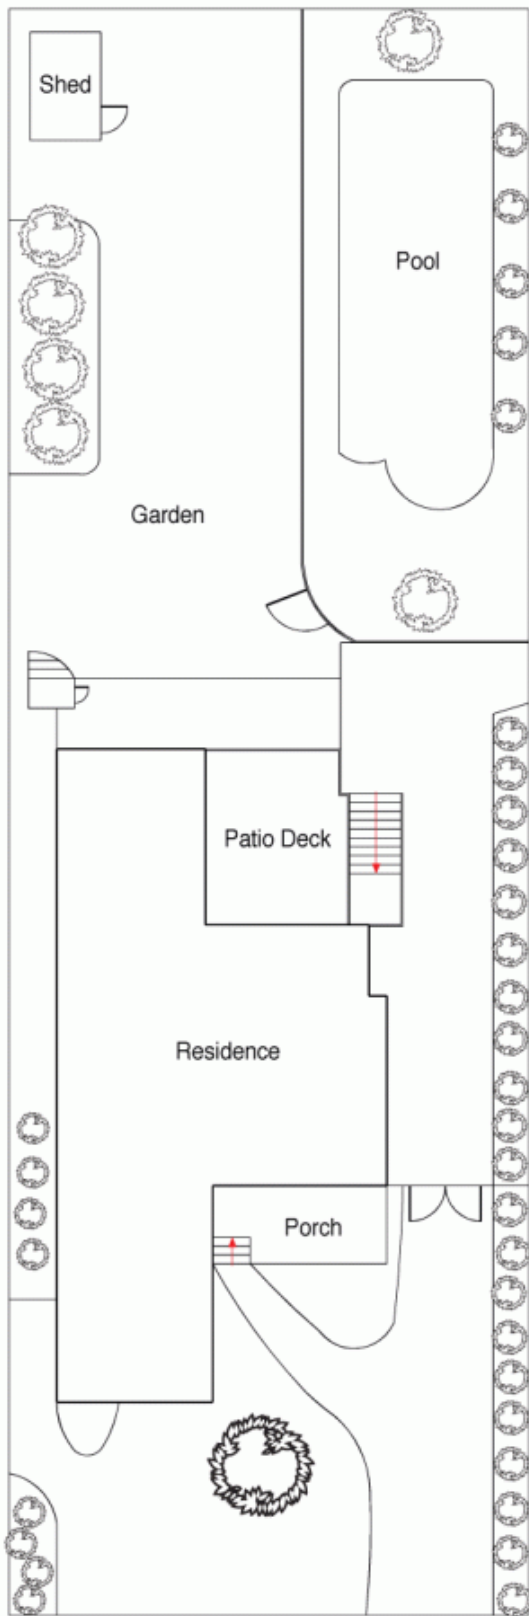 Shed
Pool
Garden
Patio Deck
Residence
Porch